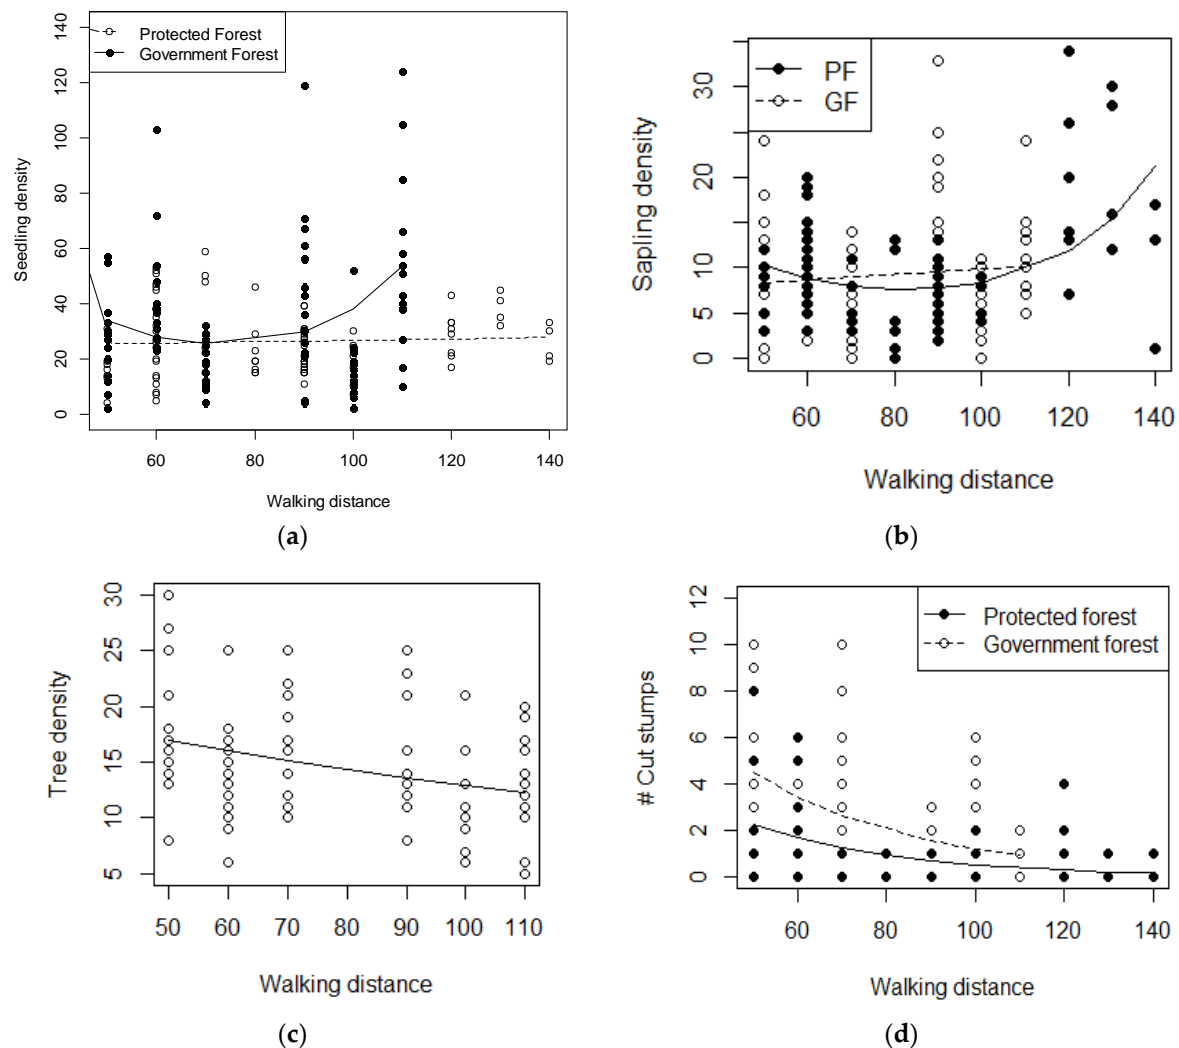 Protected Forest
Government Forest
Seedling density
0 20 40 60 80 100 120 140
60 80 100 120 140
Walking distance
(a)
PF
GF
Sapling density
0 5 10 20 30
60 80 100 120 140
Walking distance
(b)
Tree density
5 10 15 20 25 30
50 60 70 80 90 100 110
Walking distance
(c)
Protected forest
Government forest
# Cut stumps
0 2 4 6 8 10 12
60 80 100 120 140
Walking distance
(d)